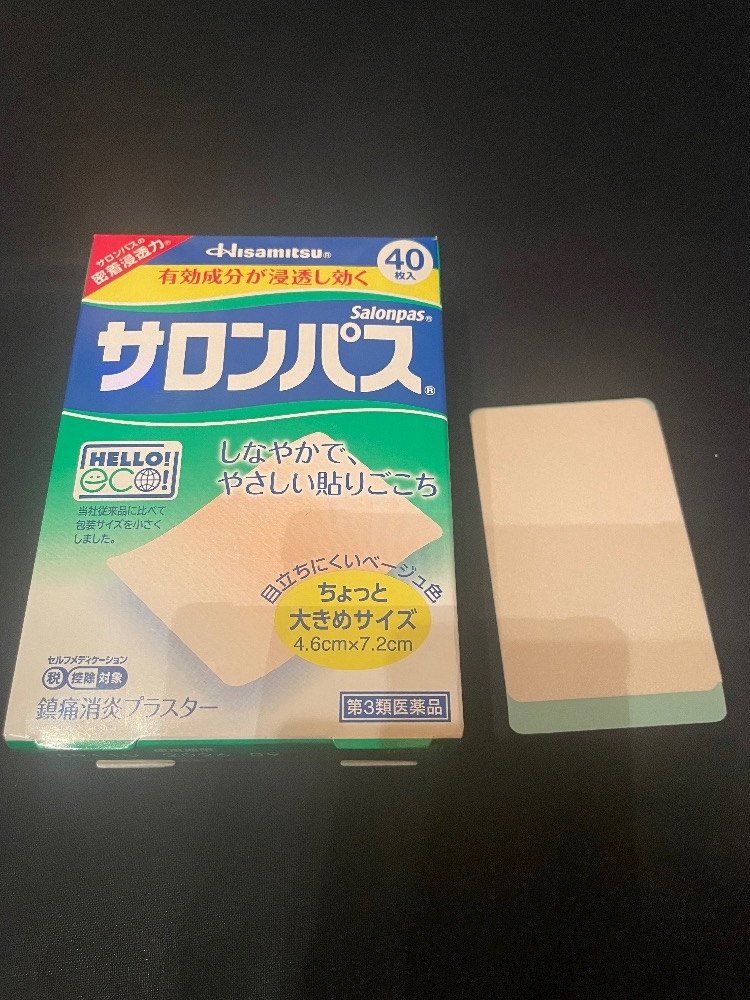 サロンパスの
密着浸透力®
Hisamitsu®
40
枚入
有効成分が浸透し効く
Salonpas®
サロンパス®
HELLO!
eco!
しなやかで、
やさしい貼りごこち
当社従来品に比べて
包装サイズを小さく
しました。
目立ちにくいベージュ色
ちょっと
大きめサイズ
4.6cm×7.2cm
セルフメディケーション
税 控除 対象
鎮痛消炎プラスター
第3類医薬品